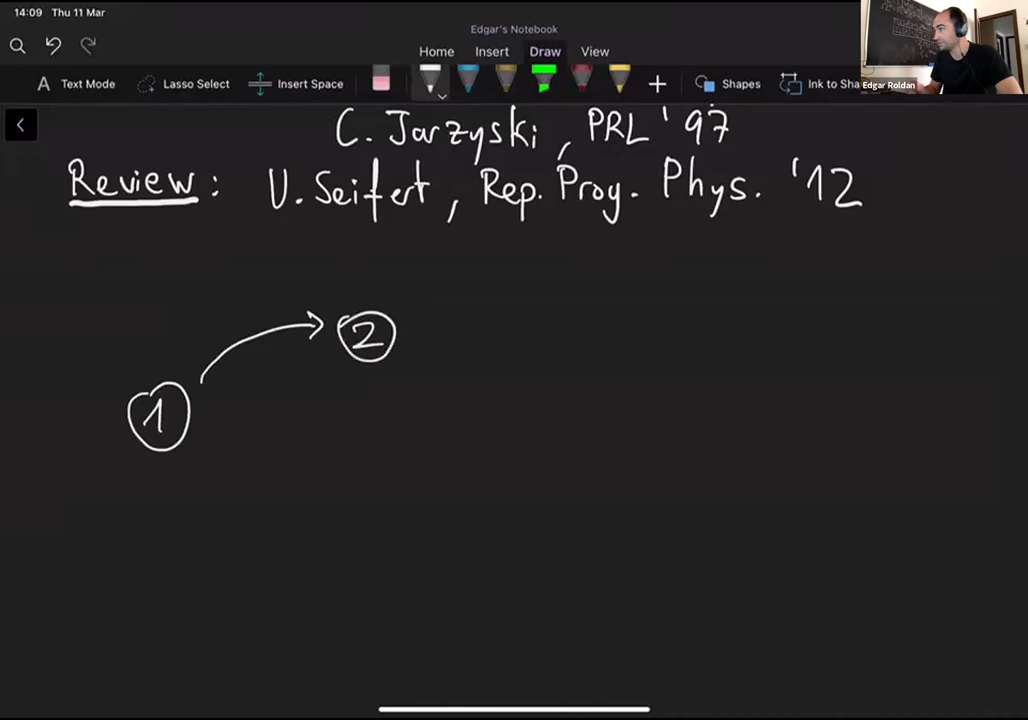 14:09 Thu 11 Mar
Edgar's Notebook
Home Insert Draw View
A Text Mode Lasso Select Insert Space + Shapes Ink to Sha
Edgar Roldan
C. Jarzyski, PRL '97
Review: U. Seifert, Rep. Prog. Phys. '12
2
1